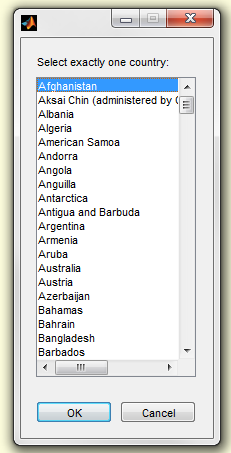 Select exactly one country:
Afghanistan
Aksai Chin (administered by
Albania
Algeria
American Samoa
Andorra
Angola
Anguilla
Antarctica
Antigua and Barbuda
Argentina
Armenia
Aruba
Australia
Austria
Azerbaijan
Bahamas
Bahrain
Bangladesh
Barbados
OK Cancel